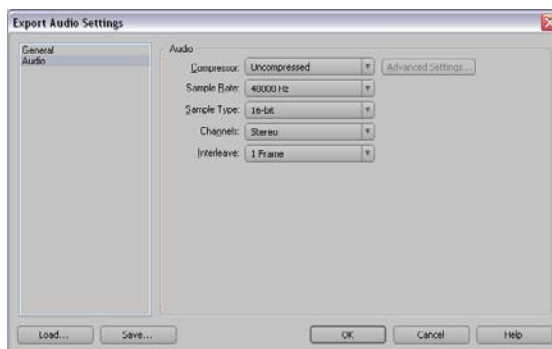 Export Audio Settings
General
Audio
Audio
Compressor: Uncompressed Advanced Settings...
Sample Rate: 48000 Hz
Sample Type: 16-bit
Channels: Stereo
Interleave: 1 Frame
Load... Save... OK Cancel Help